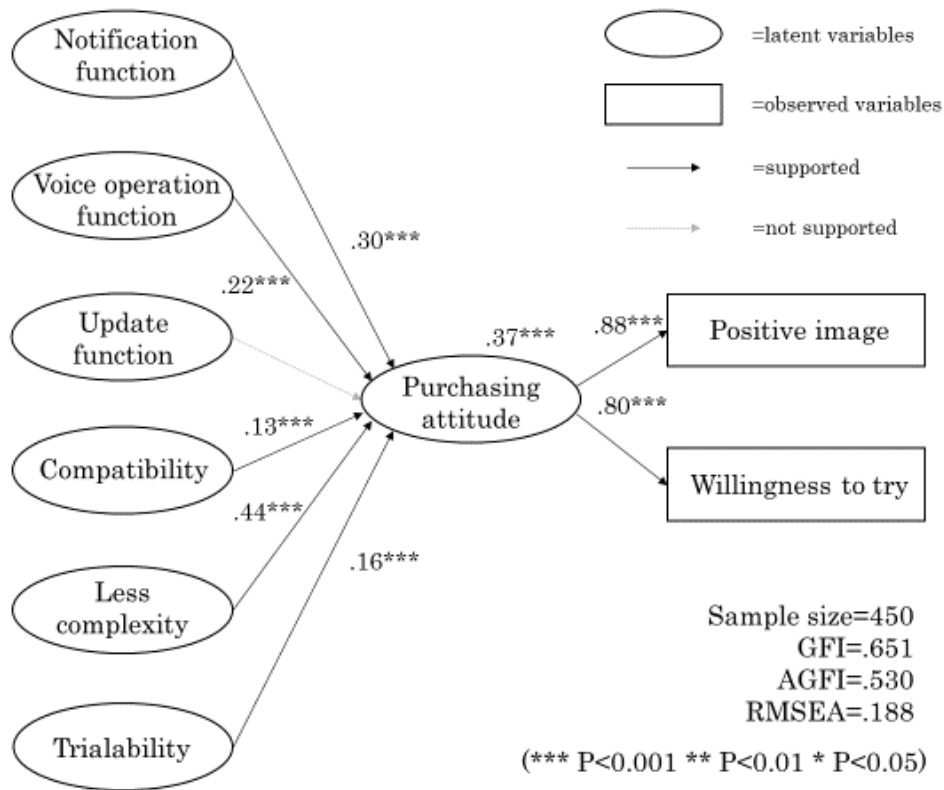 Notification
function
Voice operation
function
Update
function
Compatibility
Less
complexity
Trialability
.30***
.22***
.13***
.44***
.16***
.37***
Purchasing
attitude
.88***
.80***
Positive image
Willingness to try
=latent variables
=observed variables
=supported
=not supported
Sample size=450
GFI=.651
AGFI=.530
RMSEA=.188
(*** P<0.001 ** P<0.01 * P<0.05)